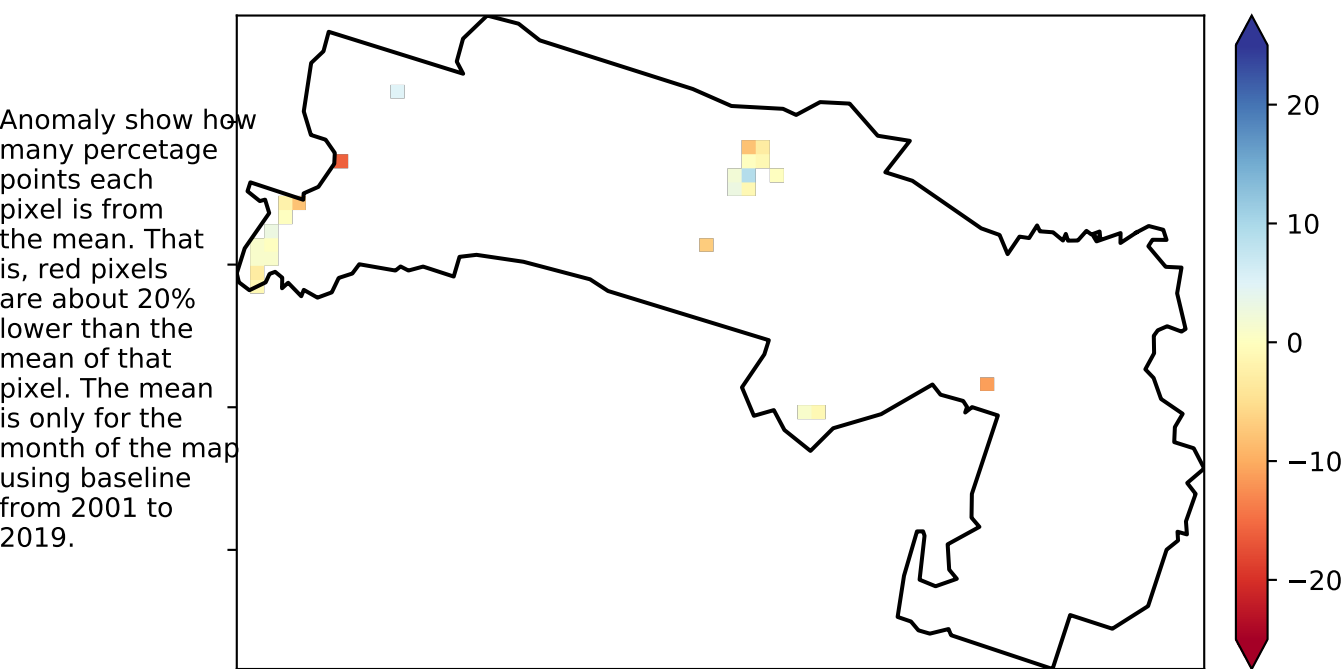 Anomaly show how
many percetage
points each
pixel is from
the mean. That
is, red pixels
are about 20%
lower than the
mean of that
pixel. The mean
is only for the
month of the map
using baseline
from 2001 to
2019.
20
10
0
−10
−20